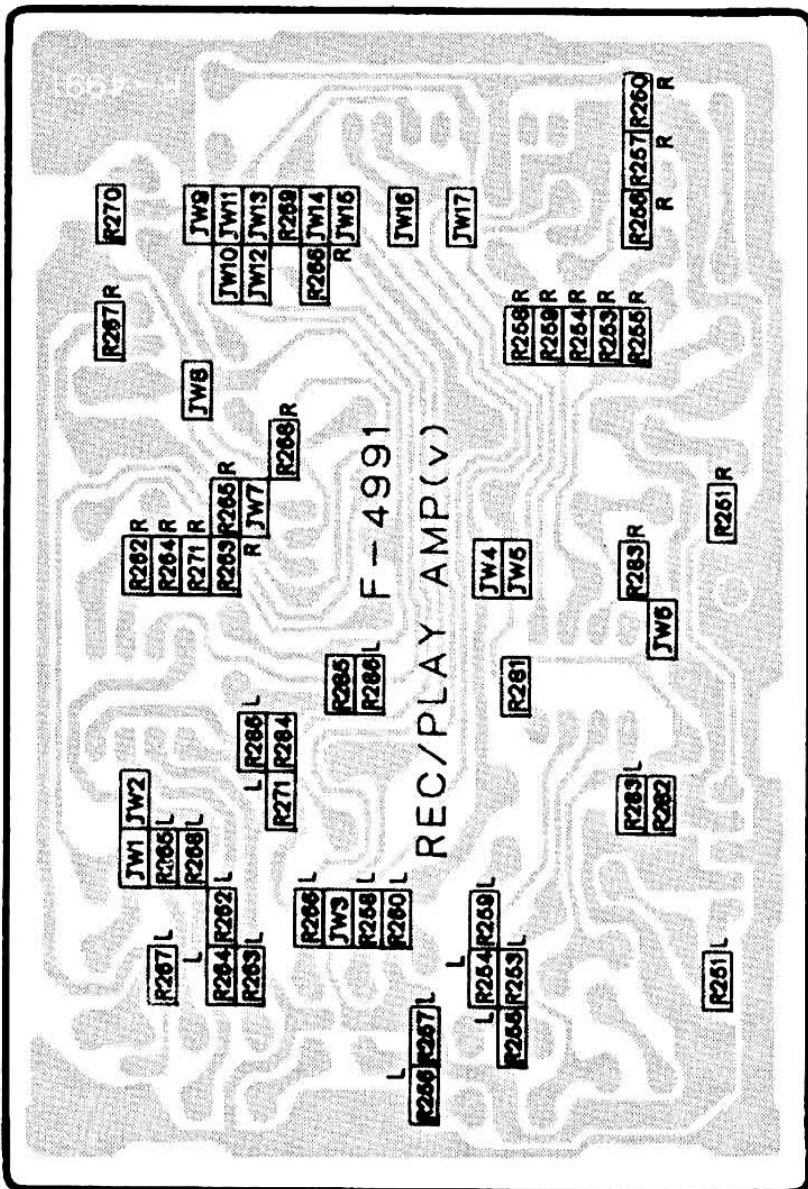 R267 R
R270
JW1 JW2
R262 R
R267 L
R265 L
R264 R
L
R268 L
R271 R
JW8
JW9
R264 R262 L
R263 R265 R
JW10 JW11
R263 L
R266 L
R JW7
JW12 JW13
L
R271 R284
R268 R
R269
R266 L
R266 JW14
JW3
R285
R JW15
R258 L
R286 L
F-4991
R260 L
JW16
L
R256 R257 L
REC/PLAY AMP(v)
JW17
L
R254 R259 L
JW4
L
R255 R253 L
R281
JW5
R258 R
R259 R
R254 R
R253 R
R283 L
R283 R
R255 R
R256 R257 R260
R R R
R282
JW6
R251 L
R251 R